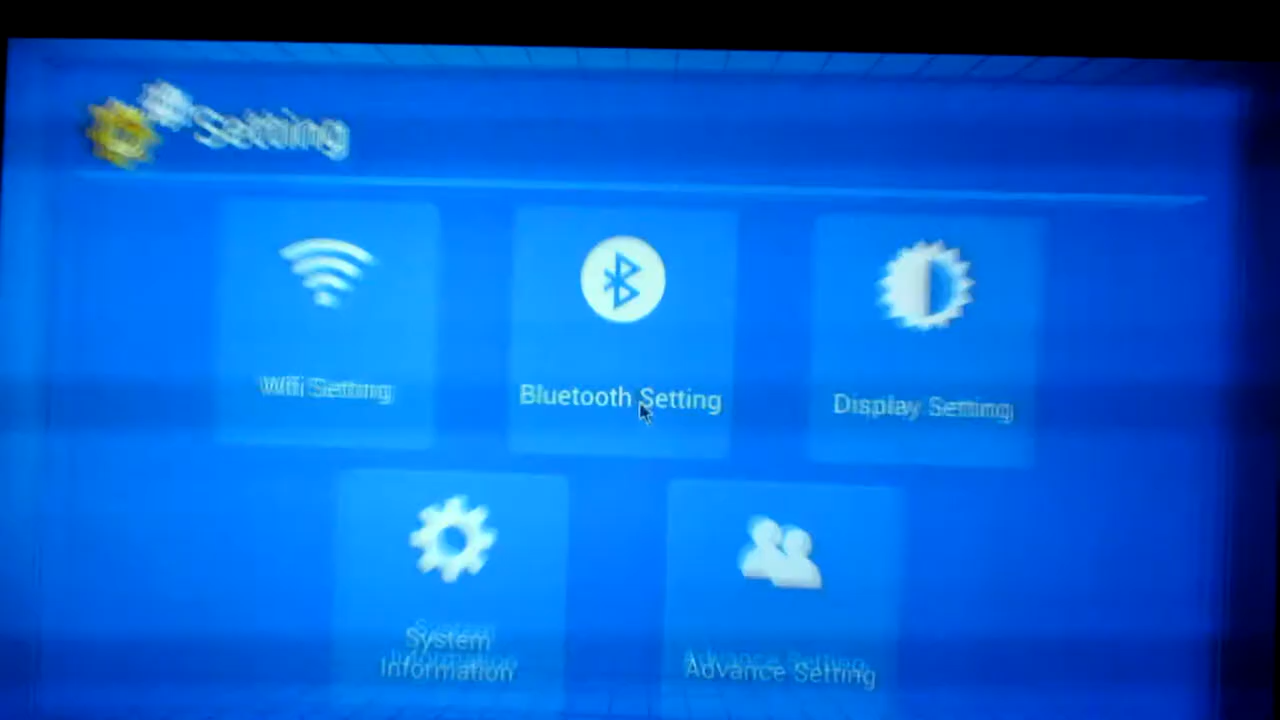 Setting
Wifi Setting
Bluetooth Setting
Display Setting
System
Information
Advance Setting